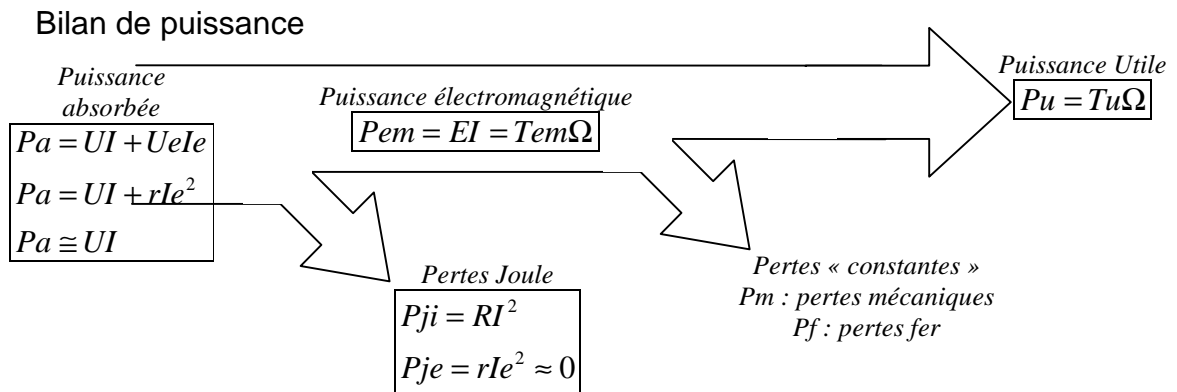 Bilan de puissance
Puissance
absorbée
Pa = UI + UeIe
Pa = UI + rIe²
Pa ≅ UI
Puissance électromagnétique
Pem = EI = TemΩ
Puissance Utile
Pu = TuΩ
Pertes Joule
Pji = RI²
Pje = rIe² ≈ 0
Pertes « constantes »
Pm : pertes mécaniques
Pf : pertes fer